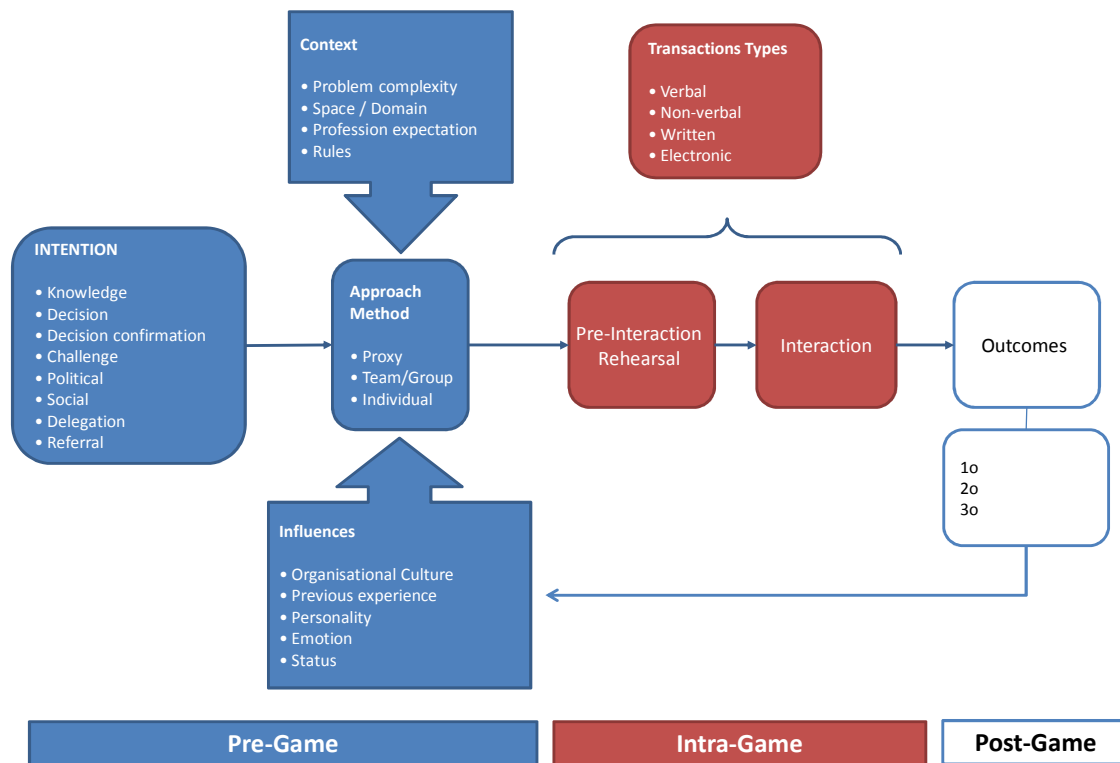 Context
• Problem complexity
• Space / Domain
• Profession expectation
• Rules
Transactions Types
• Verbal
• Non-verbal
• Written
• Electronic
INTENTION
• Knowledge
• Decision
• Decision confirmation
• Challenge
• Political
• Social
• Delegation
• Referral
Approach
Method
• Proxy
• Team/Group
• Individual
Pre-Interaction
Rehearsal
Interaction
Outcomes
1o
2o
3o
Influences
• Organisational Culture
• Previous experience
• Personality
• Emotion
• Status
Pre-Game
Intra-Game
Post-Game